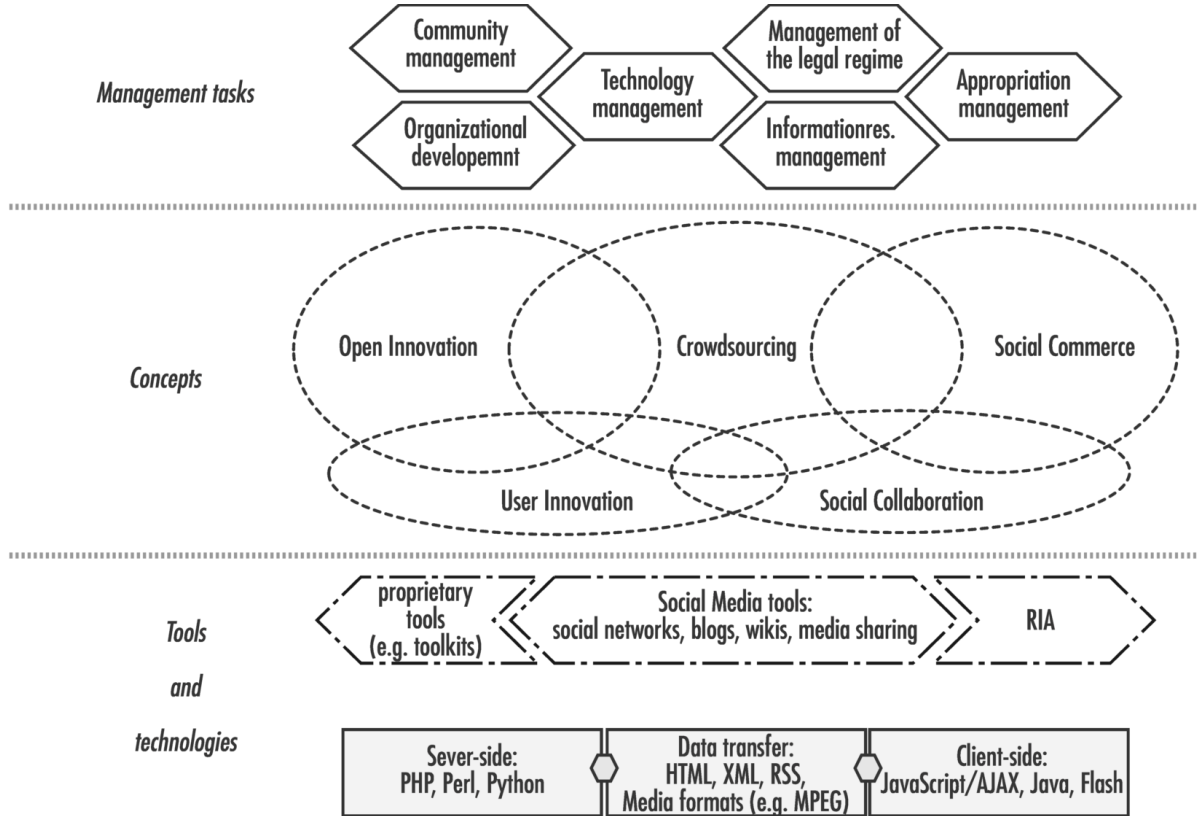 Management tasks
Community
management
Organizational
developemnt
Technology
management
Management of
the legal regime
Informationres.
management
Appropriation
management
Concepts
Open Innovation
Crowdsourcing
Social Commerce
User Innovation
Social Collaboration
Tools
and
technologies
proprietary
tools
(e.g. toolkits)
Social Media tools:
social networks, blogs, wikis, media sharing
RIA
Sever-side:
PHP, Perl, Python
Data transfer:
HTML, XML, RSS,
Media formats (e.g. MPEG)
Client-side:
JavaScript/AJAX, Java, Flash